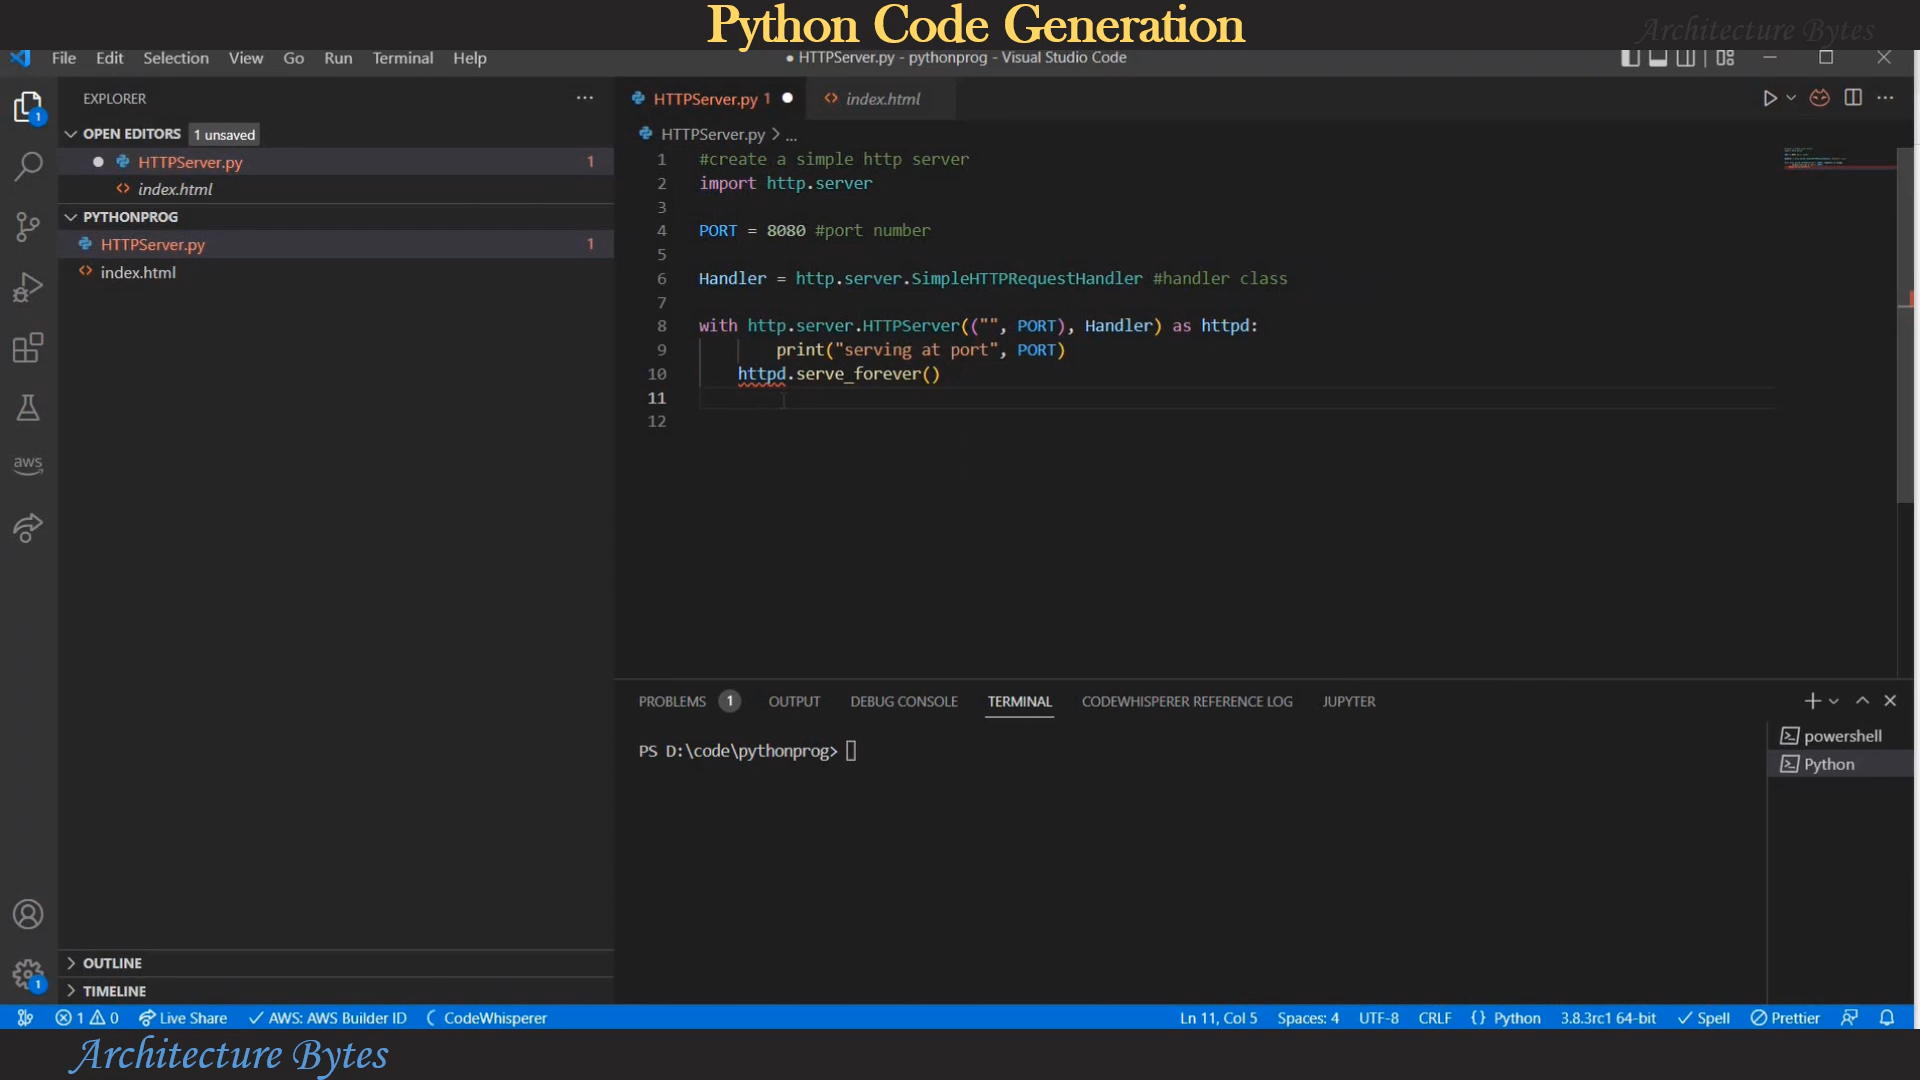 Python Code Generation
Architecture Bytes
File Edit Selection View Go Run Terminal Help
● HTTPServer.py - pythonprog - Visual Studio Code
EXPLORER
HTTPServer.py 1
index.html
OPEN EDITORS 1 unsaved
HTTPServer.py > ...
HTTPServer.py 1
index.html
PYTHONPROG
HTTPServer.py 1
index.html
1 #create a simple http server
2 import http.server
3
4 PORT = 8080 #port number
5
6 Handler = http.server.SimpleHTTPRequestHandler #handler class
7
8 with http.server.HTTPServer(("", PORT), Handler) as httpd:
9 print("serving at port", PORT)
10 httpd.serve_forever()
11
12
PROBLEMS 1 OUTPUT DEBUG CONSOLE TERMINAL CODEWHISPERER REFERENCE LOG JUPYTER
PS D:\code\pythonprog>
powershell
Python
aws
1
1
OUTLINE
TIMELINE
1 0 Live Share AWS: AWS Builder ID CodeWhisperer
Ln 11, Col 5 Spaces: 4 UTF-8 CRLF {} Python 3.8.3rc1 64-bit Spell Prettier
Architecture Bytes